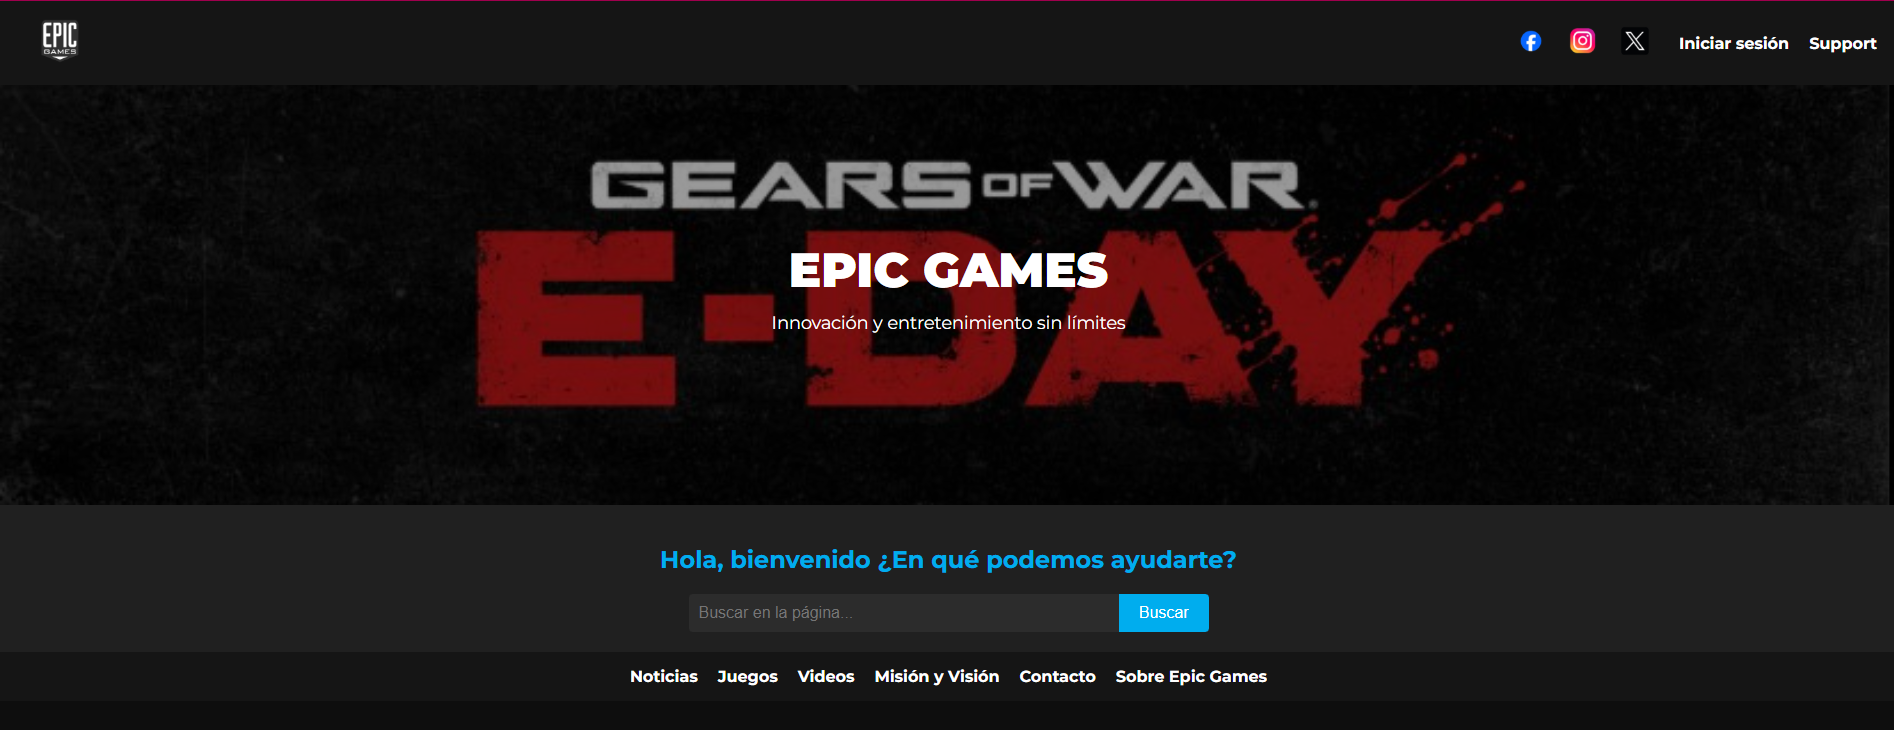 EPIC
GAMES
Iniciar sesión
Support
GEARS OF WAR
E-DAY
EPIC GAMES
Innovación y entretenimiento sin límites
Hola, bienvenido ¿En qué podemos ayudarte?
Buscar en la página...
Buscar
Noticias Juegos Videos Misión y Visión Contacto Sobre Epic Games